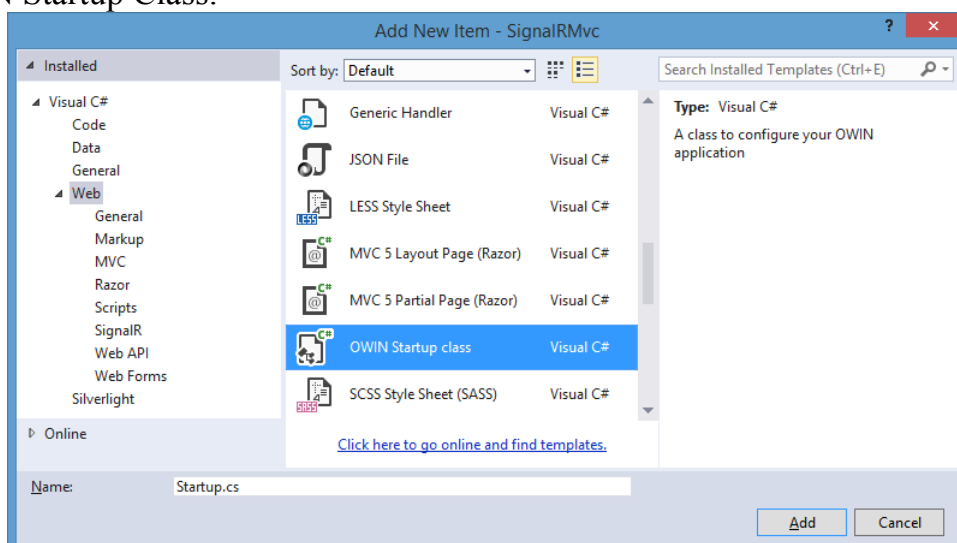 N Startup Class:
Add New Item - SignalRMvc
? ×
Installed
Sort by: Default
Search Installed Templates (Ctrl+E)
Visual C#
Code
Data
General
Web
General
Markup
MVC
Razor
Scripts
SignalR
Web API
Web Forms
Silverlight
Online
Generic Handler Visual C#
JSON File Visual C#
LESS Style Sheet Visual C#
MVC 5 Layout Page (Razor) Visual C#
MVC 5 Partial Page (Razor) Visual C#
OWIN Startup class Visual C#
SCSS Style Sheet (SASS) Visual C#
Click here to go online and find templates.
Type: Visual C#
A class to configure your OWIN
application
Name: Startup.cs
Add Cancel